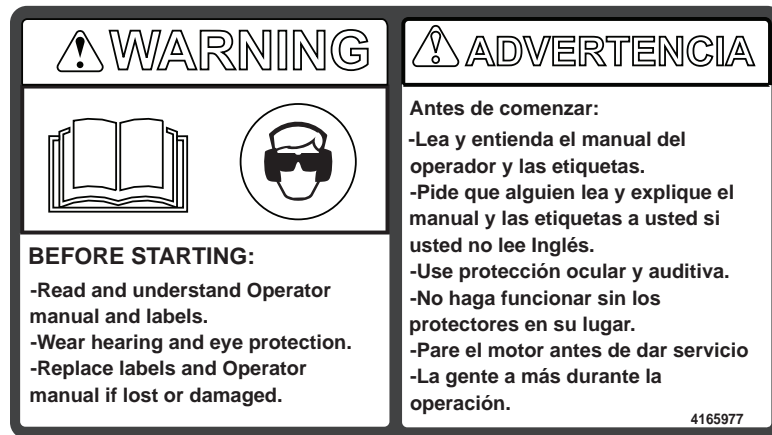 WARNING
BEFORE STARTING:
-Read and understand Operator
manual and labels.
-Wear hearing and eye protection.
-Replace labels and Operator
manual if lost or damaged.
ADVERTENCIA
Antes de comenzar:
-Lea y entienda el manual del
operador y las etiquetas.
-Pide que alguien lea y explique el
manual y las etiquetas a usted si
usted no lee Inglés.
-Use protección ocular y auditiva.
-No haga funcionar sin los
protectores en su lugar.
-Pare el motor antes de dar servicio
-La gente a más durante la
operación.
4165977